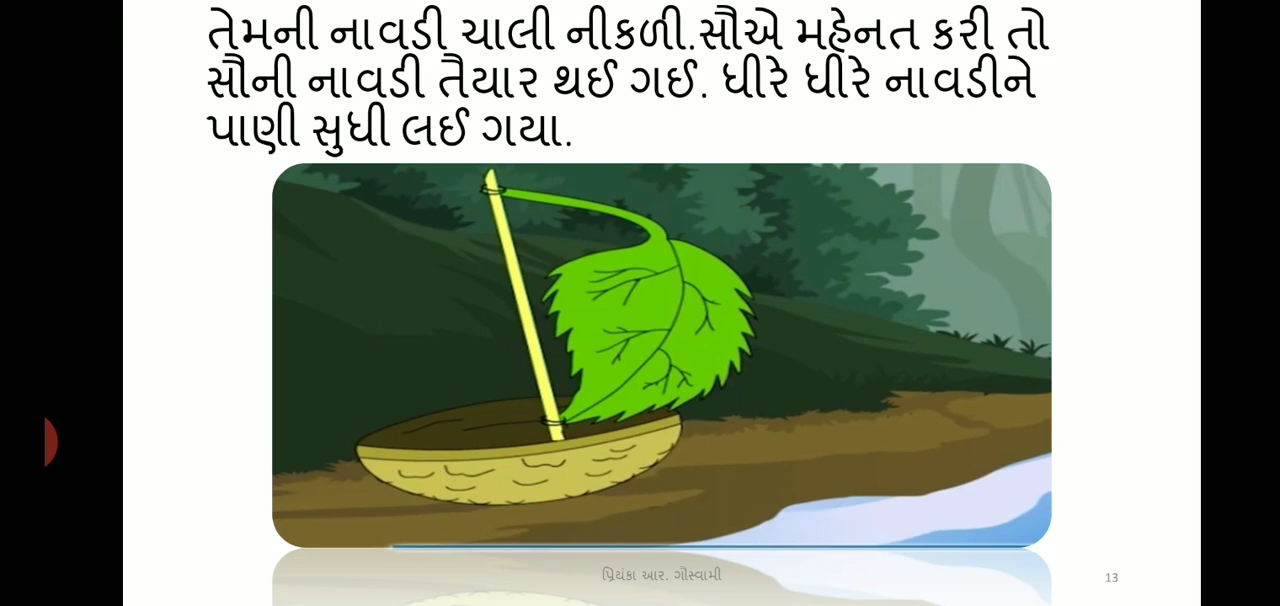 તેમની નાવડી ચાલી નીકળી.સૌએ મહેનત કરી તો
સૌની નાવડી તૈયાર થઈ ગઈ. ધીરે ધીરે નાવડીને
પાણી સુધી લઈ ગયા.
પ્રિયંકા આર. ગૌસ્વામી
13